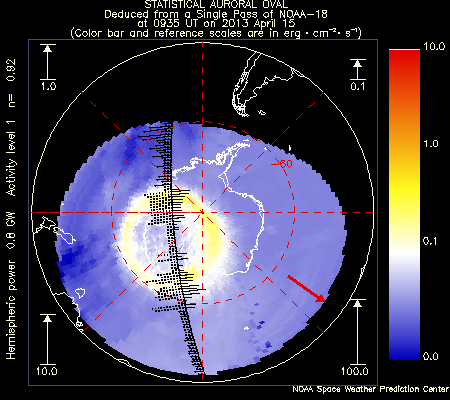 STATISTICAL AURORAL OVAL
Deduced from a Single Pass of NOAA-18
at 0935 UT on 2013 April 15
(Color bar and reference scales are in erg · cm⁻² · s⁻¹)
1.0
0.1
10.0
1.0
0.1
0.0
-60
Hemispheric power 0.8 GW Activity level 1 n= 0.92
10.0
100.0
NOAA Space Weather Prediction Center